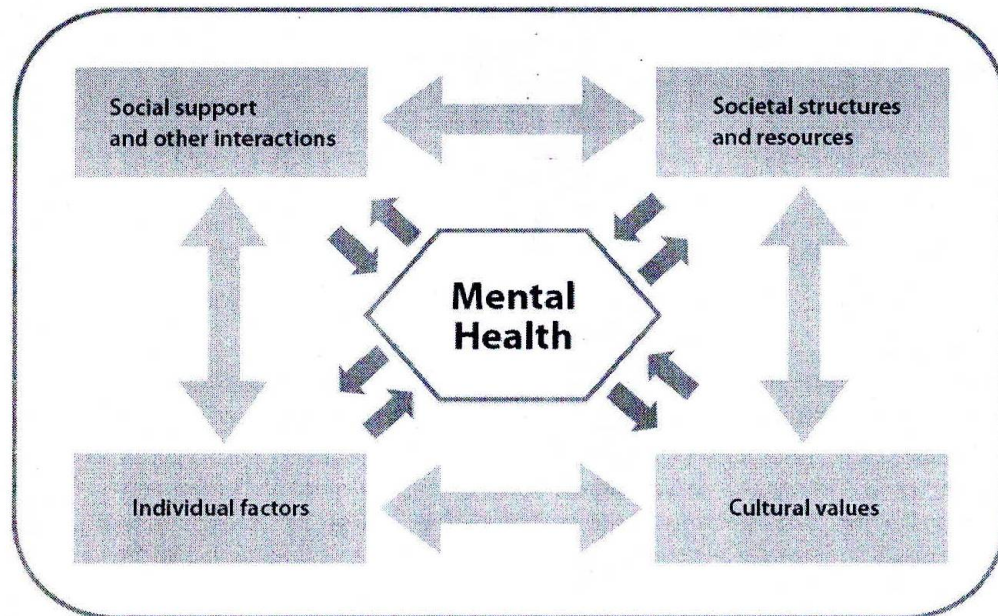 Social support
and other interactions
Societal structures
and resources
Mental
Health
Individual factors
Cultural values